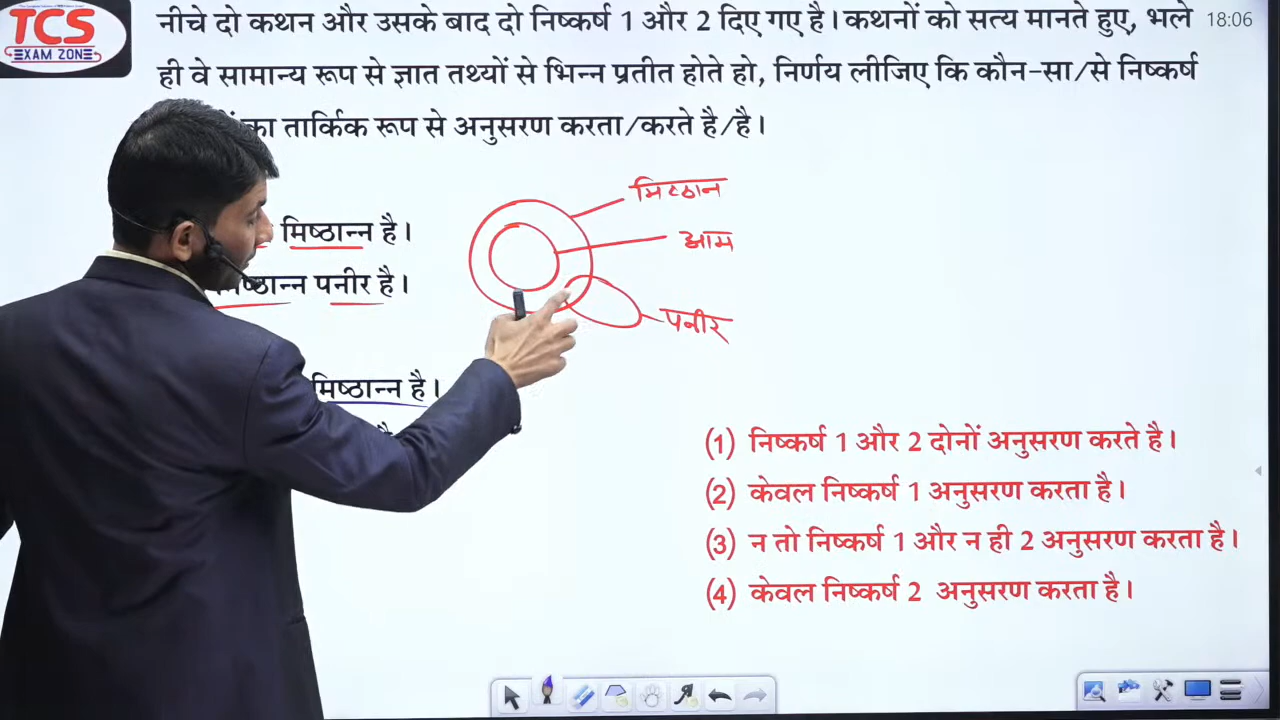 TCS
EXAM ZONE
नीचे दो कथन और उसके बाद दो निष्कर्ष 1 और 2 दिए गए है। कथनों को सत्य मानते हुए, भले
18:06
ही वे सामान्य रूप से ज्ञात तथ्यों से भिन्न प्रतीत होते हो, निर्णय लीजिए कि कौन-सा/से निष्कर्ष
का तार्किक रूप से अनुसरण करता/करते है/है।
मिष्ठान
मिष्ठान्न है।
आम
पनीर है।
पनीर
मिष्ठान्न है।
(1) निष्कर्ष 1 और 2 दोनों अनुसरण करते है।
(2) केवल निष्कर्ष 1 अनुसरण करता है।
(3) न तो निष्कर्ष 1 और न ही 2 अनुसरण करता है।
(4) केवल निष्कर्ष 2 अनुसरण करता है।